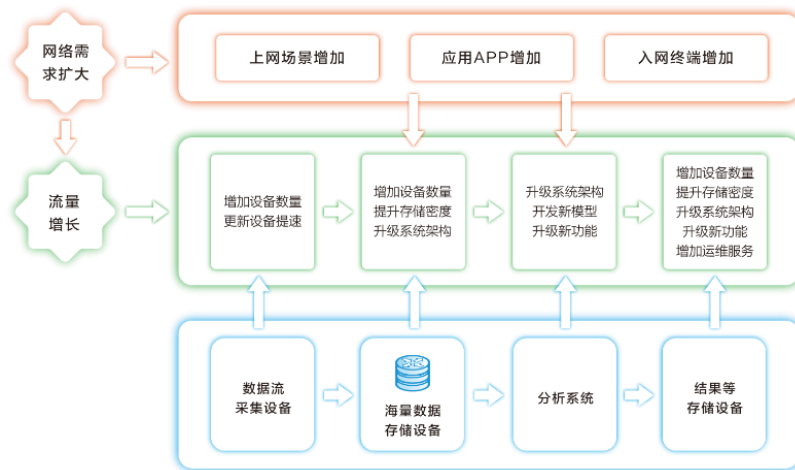 网络需
求扩大
上网场景增加
应用APP增加
入网终端增加
流量
增长
增加设备数量
更新设备提速
增加设备数量
提升存储密度
升级系统架构
升级系统架构
开发新模型
升级新功能
增加设备数量
提升存储密度
升级系统架构
升级新功能
增加运维服务
数据流
采集设备
海量数据
存储设备
分析系统
结果等
存储设备